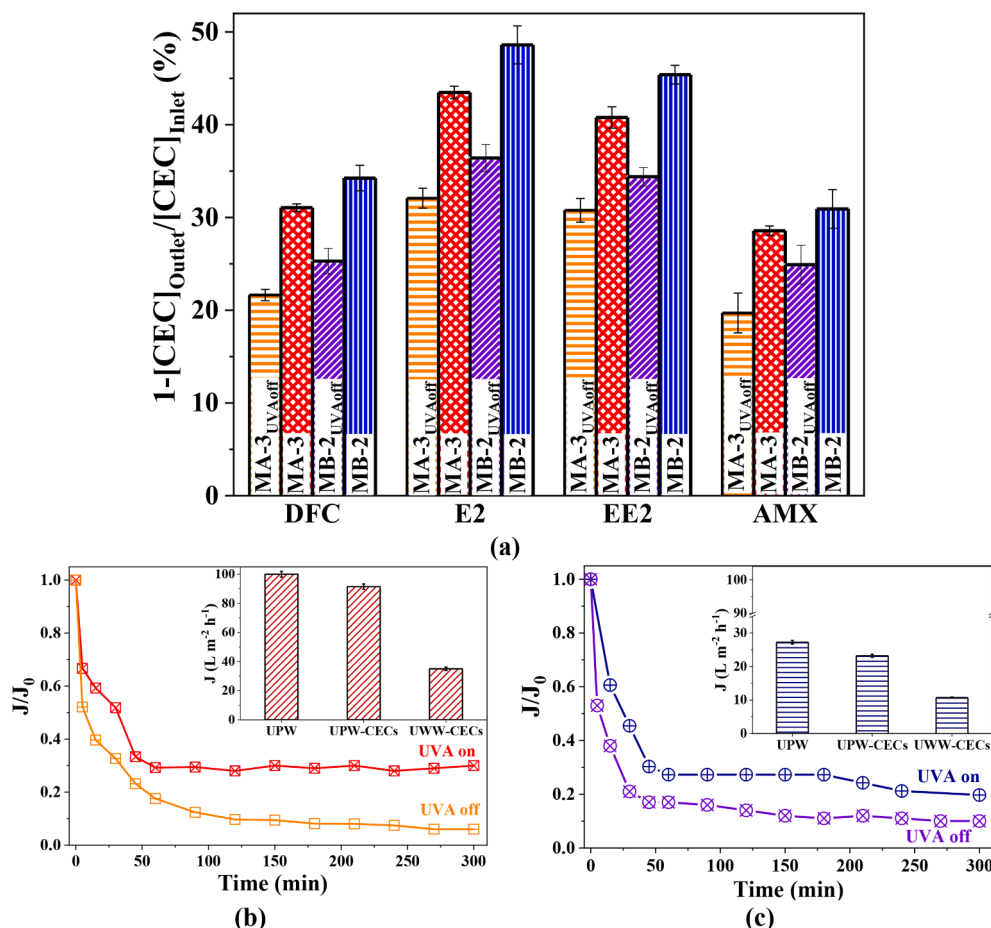 1-[CEC]Outlet/[CEC]Inlet (%)
50
40
30
20
10
0
MA-3UVAoff
MA-3
MB-2UVAoff
MB-2
MA-3UVAoff
MA-3
MB-2UVAoff
MB-2
MA-3UVAoff
MA-3
MB-2UVAoff
MB-2
MA-3UVAoff
MA-3
MB-2UVAoff
MB-2
DFC E2 EE2 AMX
(a)
J/J0
1.0
0.8
0.6
0.4
0.2
0.0
J (L m-2 h-1)
100
80
60
40
20
0
UPW UPW-CECs UWW-CECs
UVA on
UVA off
0 50 100 150 200 250 300
Time (min)
(b)
J/J0
1.0
0.8
0.6
0.4
0.2
0.0
J (L m-2 h-1)
100
90
30
20
10
0
UPW UPW-CECs UWW-CECs
UVA on
UVA off
0 50 100 150 200 250 300
Time (min)
(c)